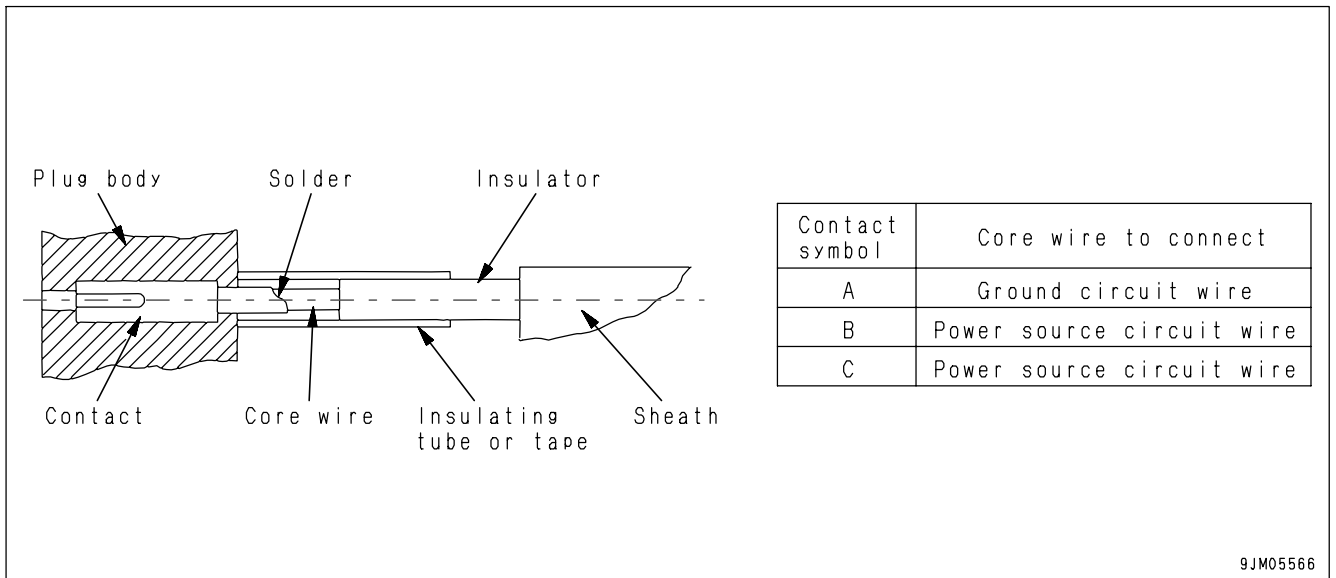 Plug body
Solder
Insulator
Contact
Core wire
Insulating
tube or tape
Sheath
Contact
symbol
Core wire to connect
A
Ground circuit wire
B
Power source circuit wire
C
Power source circuit wire
9JM05566